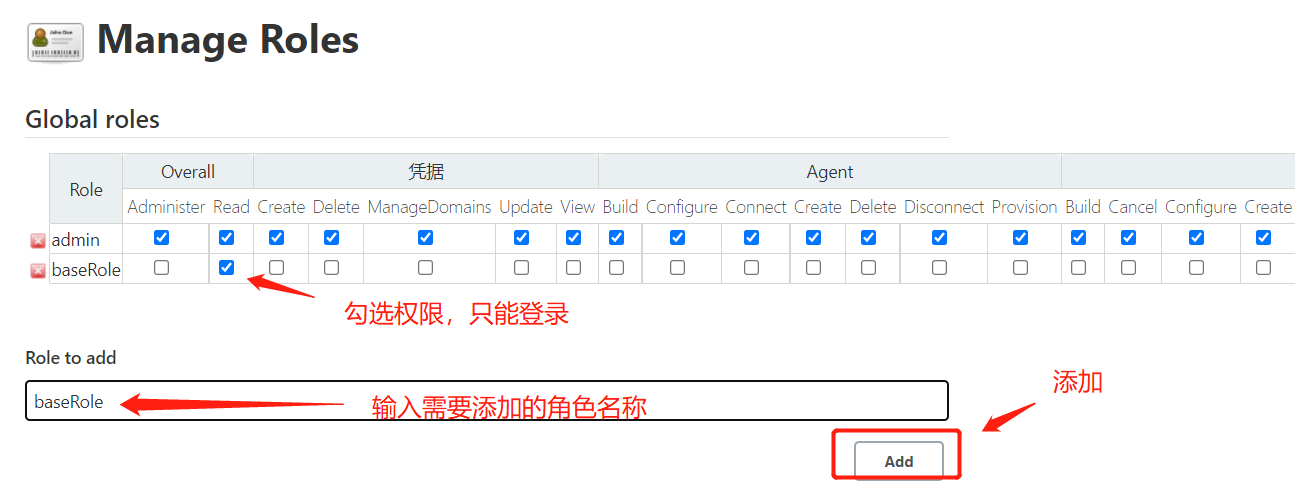 John Doe
Manage Roles
Global roles
Role Overall 凭据 Agent
Administer Read Create Delete ManageDomains Update View Build Configure Connect Create Delete Disconnect Provision Build Cancel Configure Create
admin
baseRole
勾选权限，只能登录
Role to add
添加
baseRole 输入需要添加的角色名称
Add